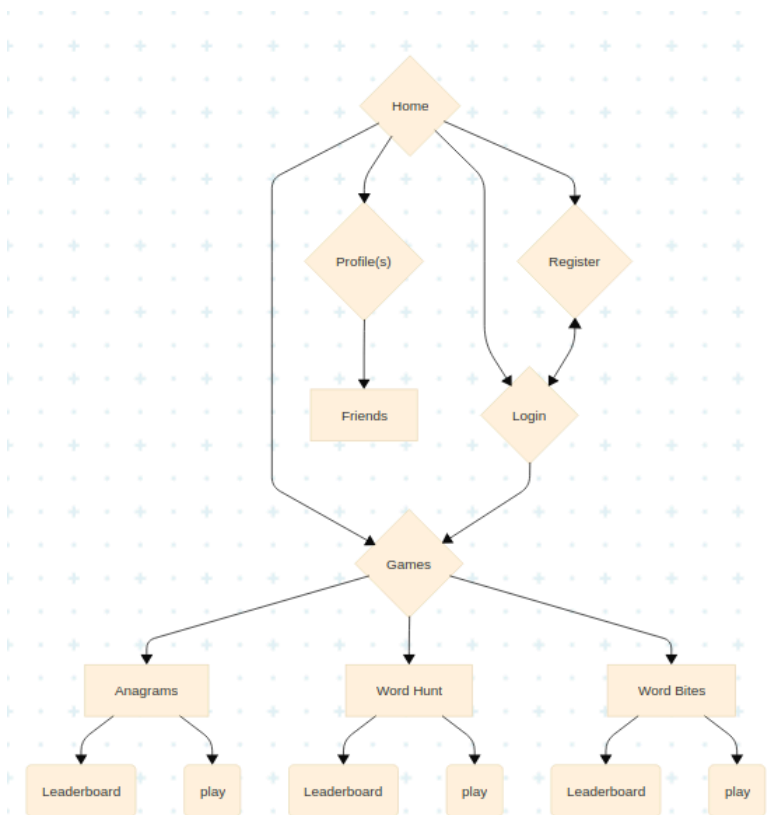 Home
Profile(s)
Register
Friends
Login
Games
Anagrams
Word Hunt
Word Bites
Leaderboard
play
Leaderboard
play
Leaderboard
play